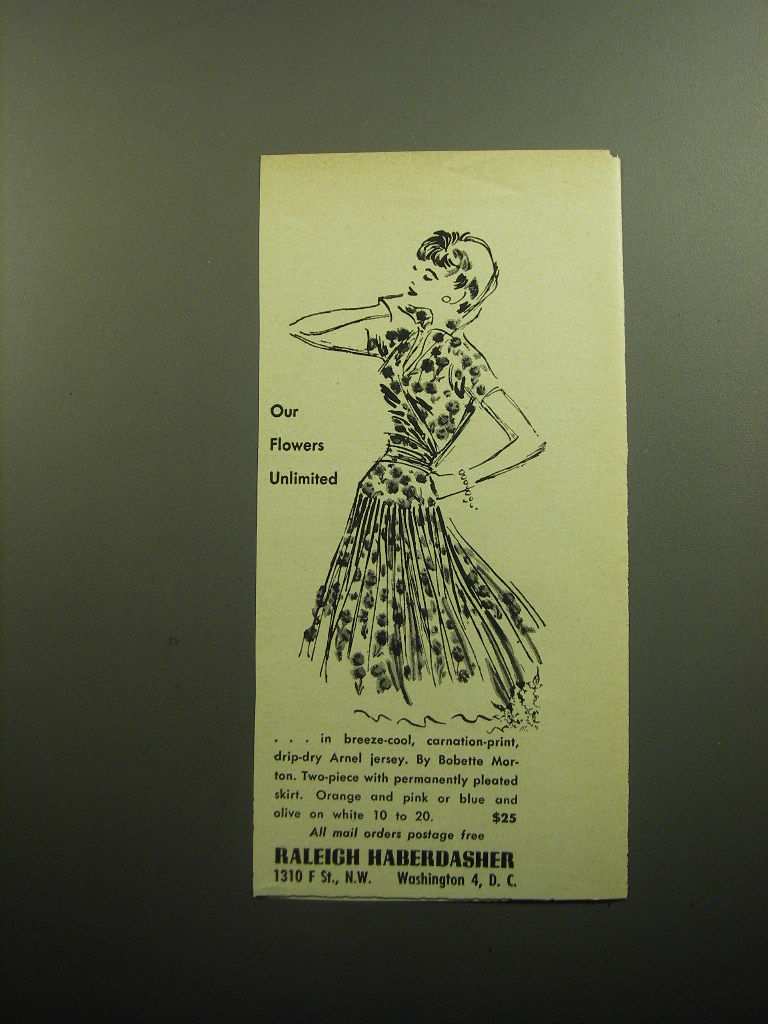 Our
Flowers
Unlimited
. . . in breeze-cool, carnation-print,
drip-dry Arnel jersey. By Bobette Mor-
ton. Two-piece with permanently pleated
skirt. Orange and pink or blue and
olive on white 10 to 20. $25
All mail orders postage free
RALEIGH HABERDASHER
1310 F St., N.W. Washington 4, D. C.